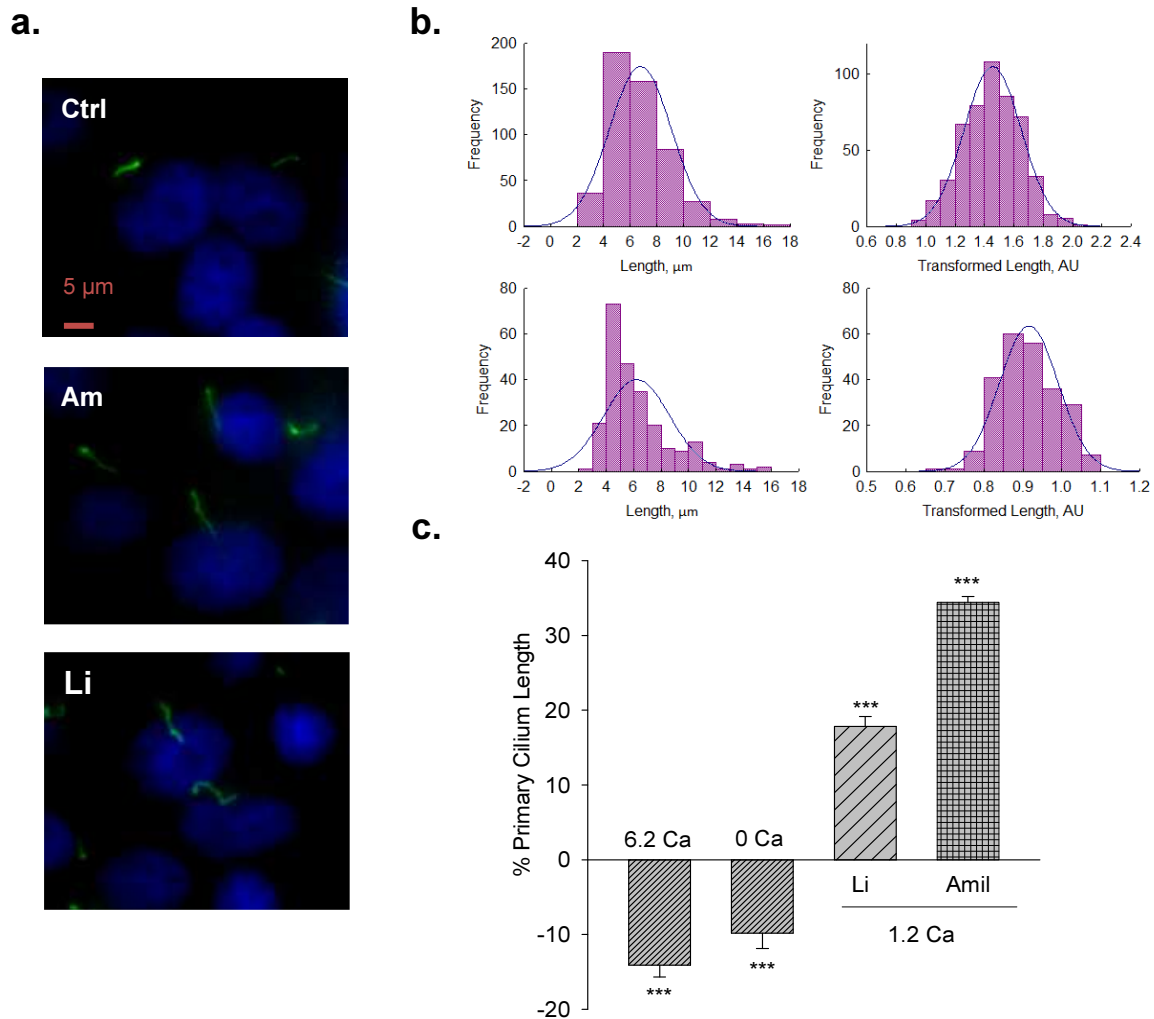 a.
Ctrl
5 µm
Am
Li
b.
200
150
100
50
0
Frequency
-2 0 2 4 6 8 10 12 14 16 18
Length, µm
100
50
0
Frequency
0.6 0.8 1.0 1.2 1.4 1.6 1.8 2.0 2.2 2.4
Transformed Length, AU
80
60
40
20
0
Frequency
-2 0 2 4 6 8 10 12 14 16 18
Length, µm
80
60
40
20
0
Frequency
0.5 0.6 0.7 0.8 0.9 1.0 1.1 1.2
Transformed Length, AU
c.
40
30
20
10
0
-10
-20
% Primary Cilium Length
6.2 Ca
0 Ca
***
***
***
***
Li
Amil
1.2 Ca